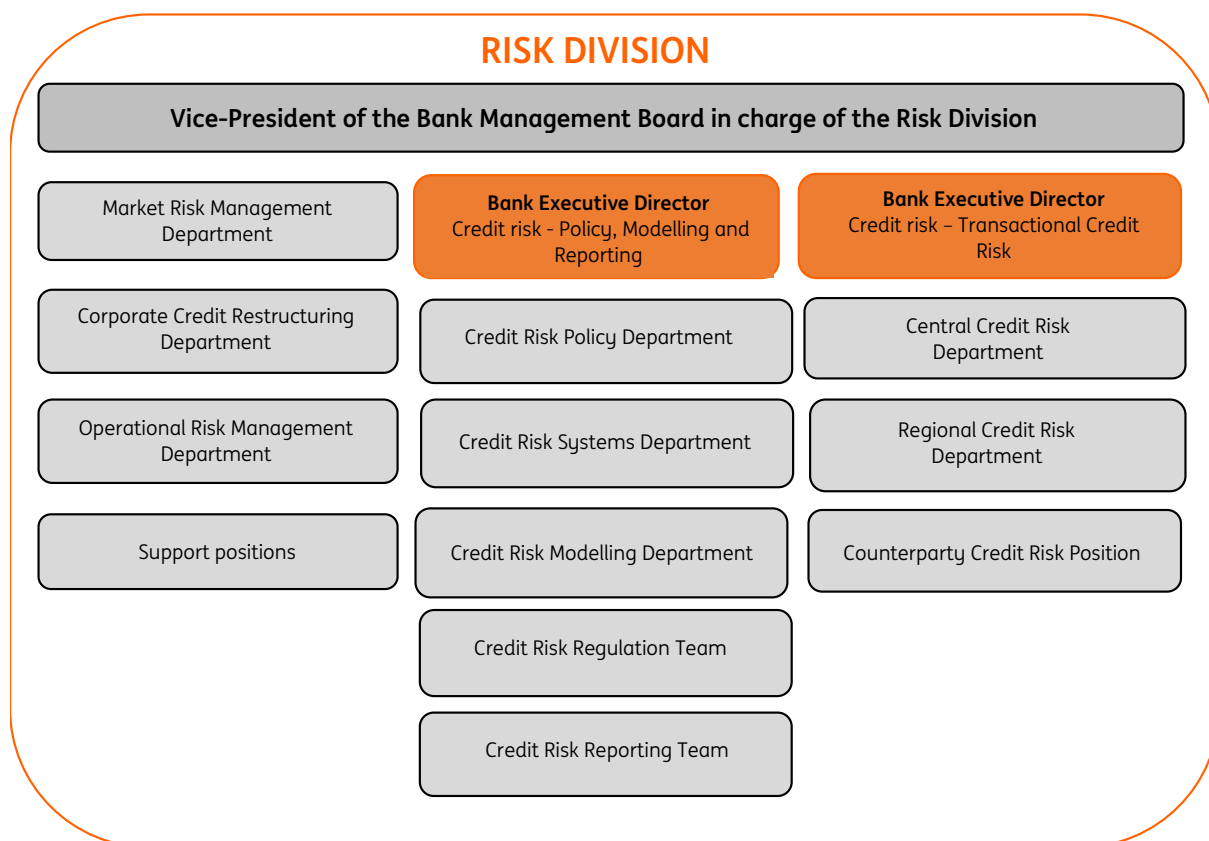 RISK DIVISION
Vice-President of the Bank Management Board in charge of the Risk Division
Market Risk Management
Department
Corporate Credit Restructuring
Department
Operational Risk Management
Department
Support positions
Bank Executive Director
Credit risk - Policy, Modelling and
Reporting
Credit Risk Policy Department
Credit Risk Systems Department
Credit Risk Modelling Department
Credit Risk Regulation Team
Credit Risk Reporting Team
Bank Executive Director
Credit risk – Transactional Credit
Risk
Central Credit Risk
Department
Regional Credit Risk
Department
Counterparty Credit Risk Position